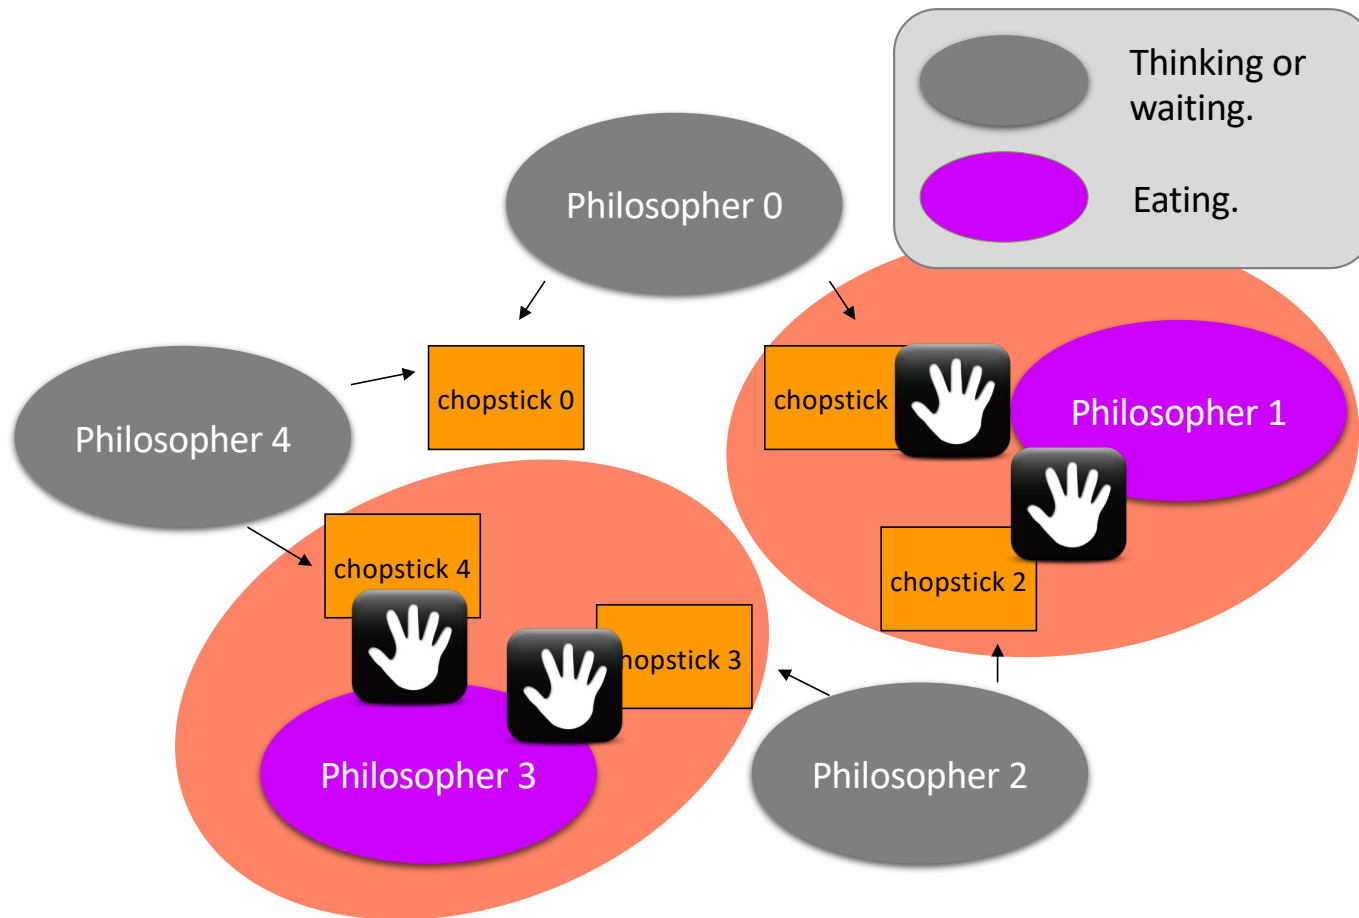 Thinking or
waiting.
Eating.
Philosopher 0
chopstick 0
chopstick
Philosopher 1
Philosopher 4
chopstick 4
chopstick 2
hopstick 3
Philosopher 3
Philosopher 2